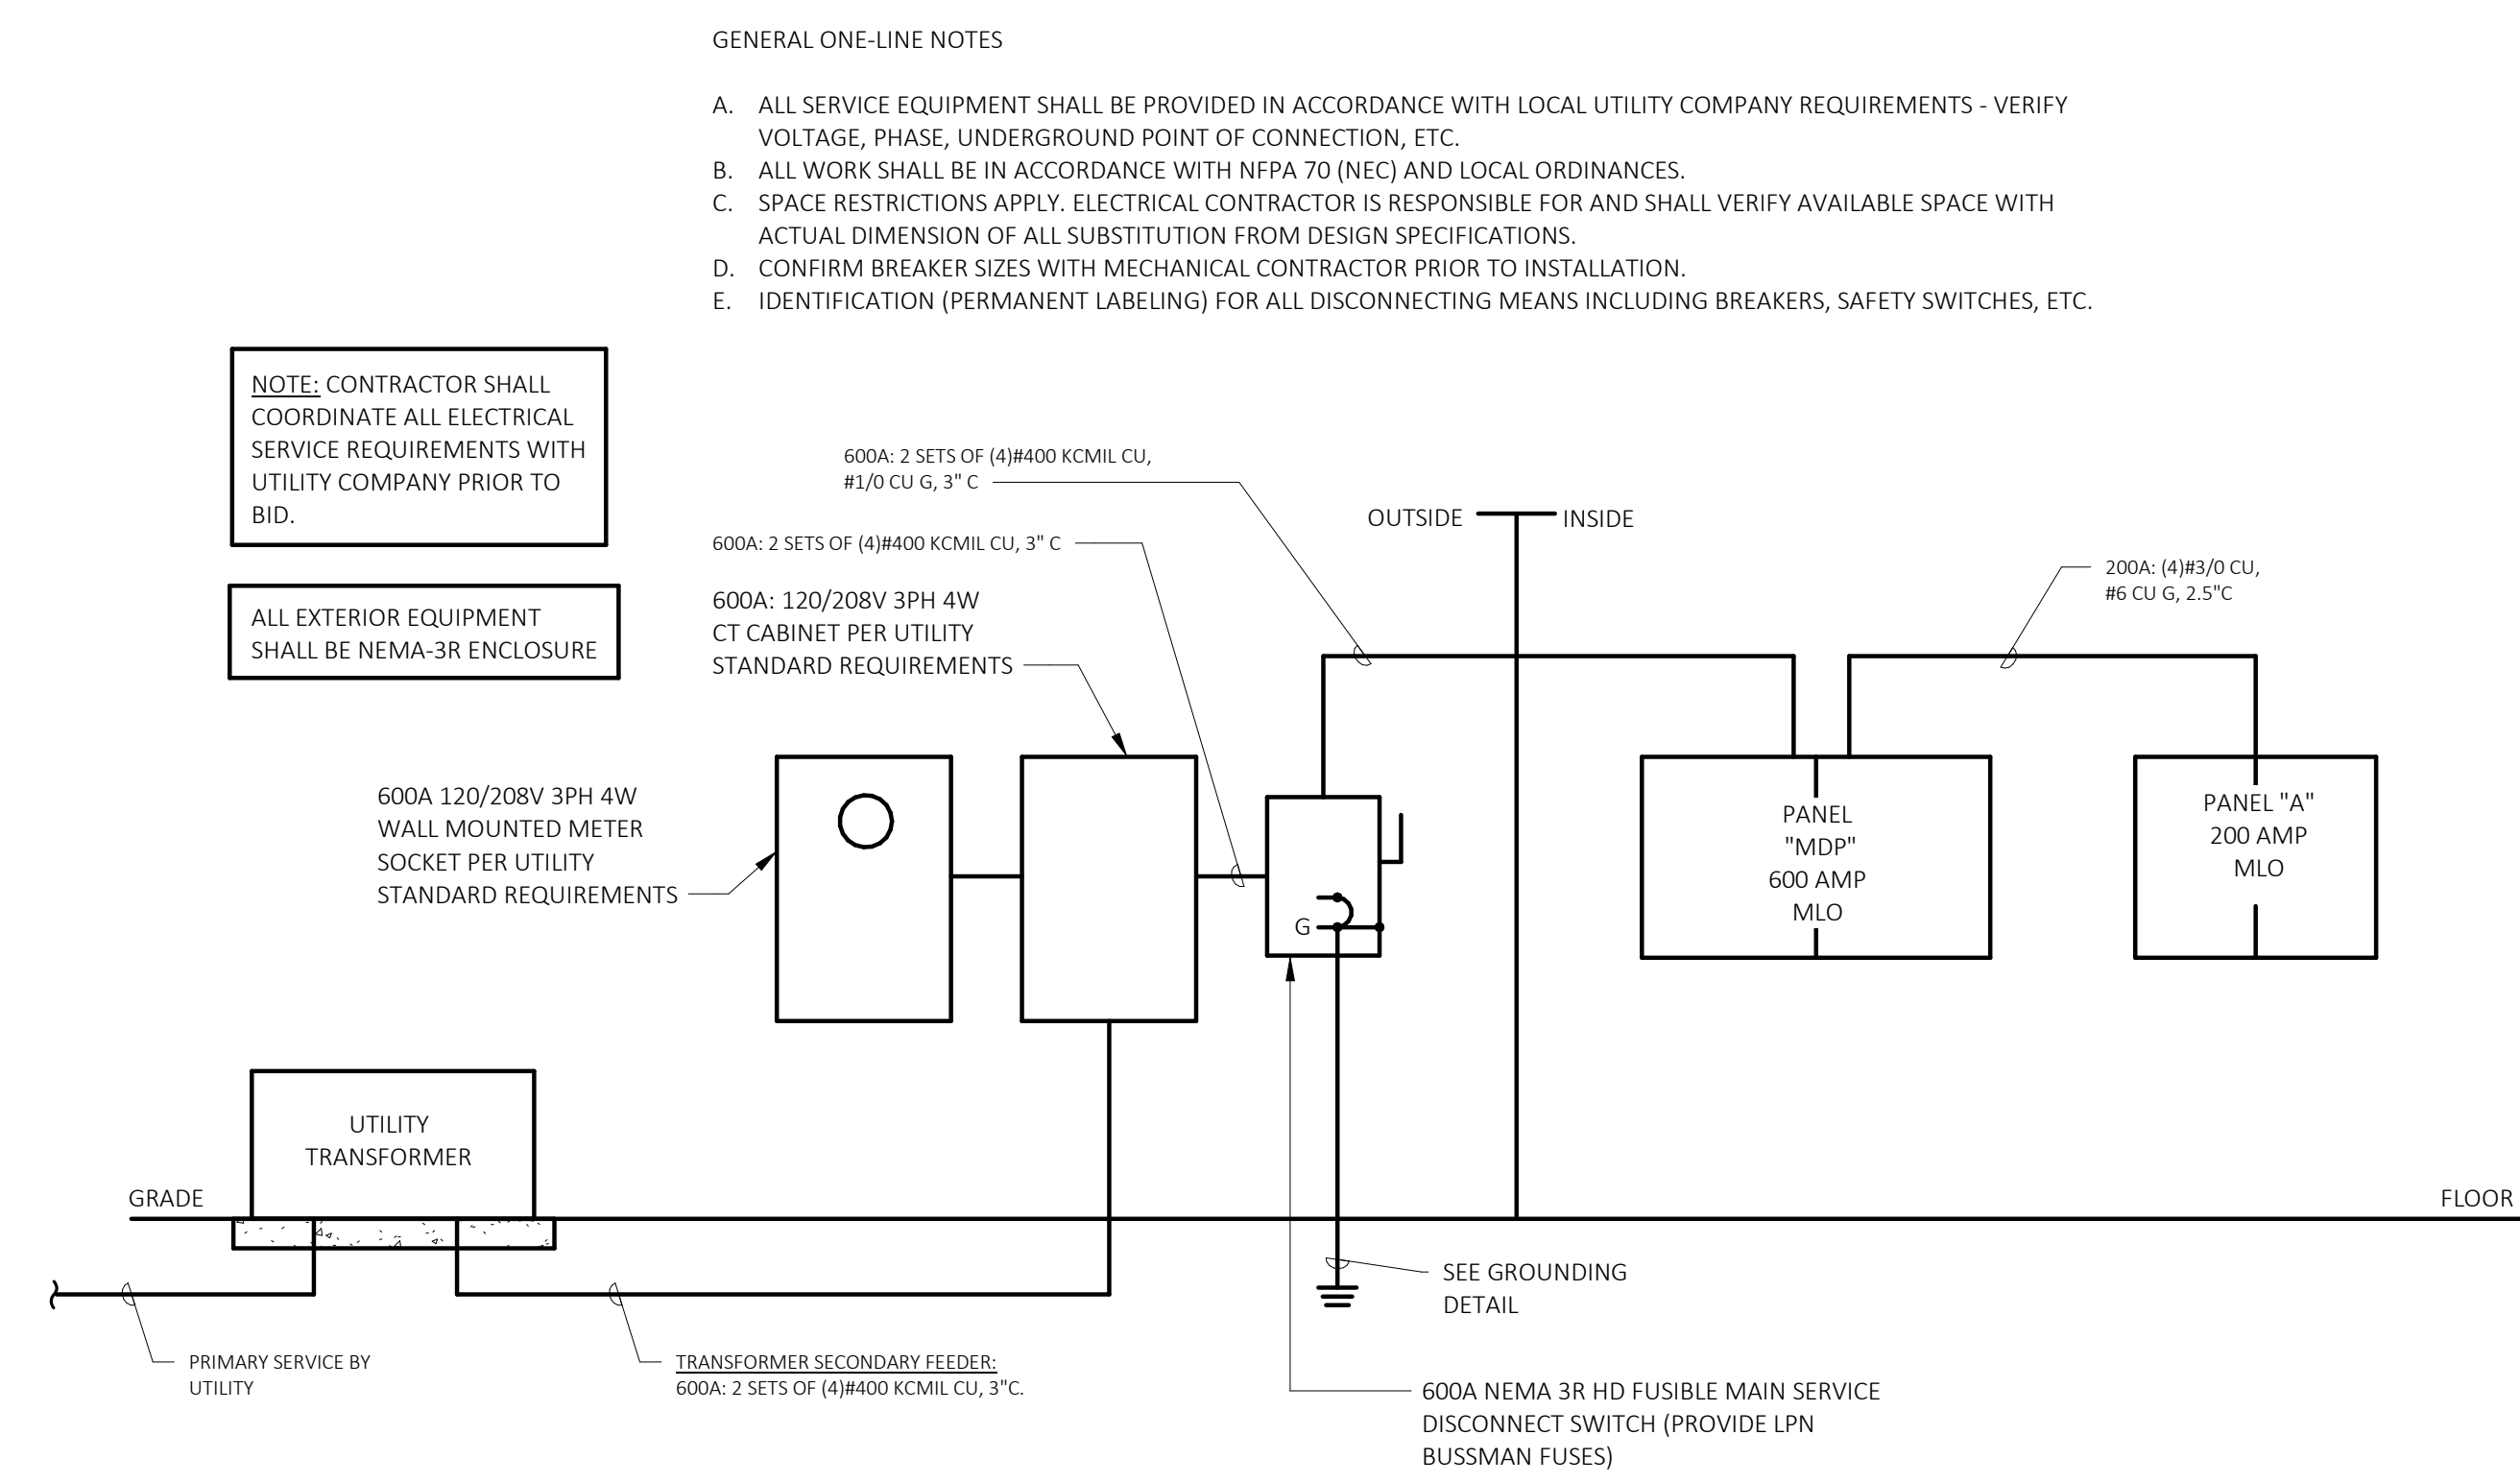 GENERAL ONE-LINE NOTES
A. ALL SERVICE EQUIPMENT SHALL BE PROVIDED IN ACCORDANCE WITH LOCAL UTILITY COMPANY REQUIREMENTS - VERIFY
VOLTAGE, PHASE, UNDERGROUND POINT OF CONNECTION, ETC.
B. ALL WORK SHALL BE IN ACCORDANCE WITH NFPA 70 (NEC) AND LOCAL ORDINANCES.
C. SPACE RESTRICTIONS APPLY. ELECTRICAL CONTRACTOR IS RESPONSIBLE FOR AND SHALL VERIFY AVAILABLE SPACE WITH
ACTUAL DIMENSION OF ALL SUBSTITUTION FROM DESIGN SPECIFICATIONS.
D. CONFIRM BREAKER SIZES WITH MECHANICAL CONTRACTOR PRIOR TO INSTALLATION.
E. IDENTIFICATION (PERMANENT LABELING) FOR ALL DISCONNECTING MEANS INCLUDING BREAKERS, SAFETY SWITCHES, ETC.
NOTE: CONTRACTOR SHALL
COORDINATE ALL ELECTRICAL
SERVICE REQUIREMENTS WITH
UTILITY COMPANY PRIOR TO
BID.
ALL EXTERIOR EQUIPMENT
SHALL BE NEMA-3R ENCLOSURE
600A: 2 SETS OF (4)#400 KCMIL CU,
#1/0 CU G, 3" C
600A: 2 SETS OF (4)#400 KCMIL CU, 3" C
600A: 120/208V 3PH 4W
CT CABINET PER UTILITY
STANDARD REQUIREMENTS
OUTSIDE
INSIDE
200A: (4)#3/0 CU,
#6 CU G, 2.5"C
600A 120/208V 3PH 4W
WALL MOUNTED METER
SOCKET PER UTILITY
STANDARD REQUIREMENTS
G
PANEL
"MDP"
600 AMP
MLO
PANEL "A"
200 AMP
MLO
UTILITY
TRANSFORMER
GRADE
FLOOR
SEE GROUNDING
DETAIL
PRIMARY SERVICE BY
UTILITY
TRANSFORMER SECONDARY FEEDER:
600A: 2 SETS OF (4)#400 KCMIL CU, 3"C.
600A NEMA 3R HD FUSIBLE MAIN SERVICE
DISCONNECT SWITCH (PROVIDE LPN
BUSSMAN FUSES)